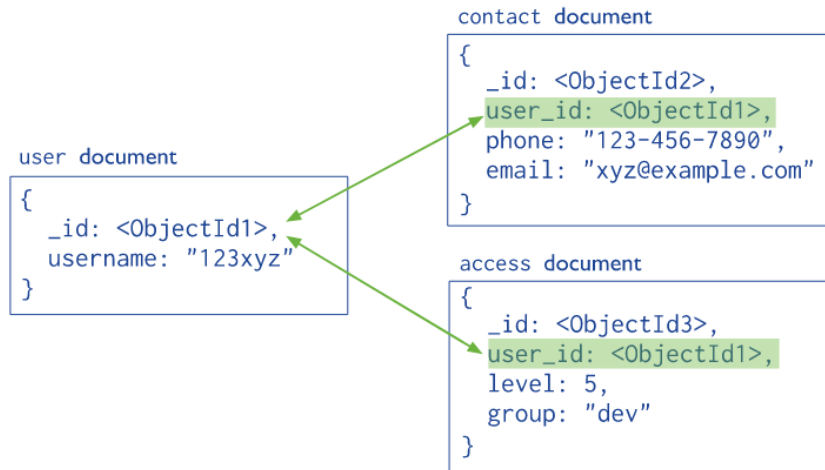 contact document
{
_id: <ObjectId2>,
user_id: <ObjectId1>,
phone: "123-456-7890",
email: "xyz@example.com"
}
user document
{
_id: <ObjectId1>,
username: "123xyz"
}
access document
{
_id: <ObjectId3>,
user_id: <ObjectId1>,
level: 5,
group: "dev"
}